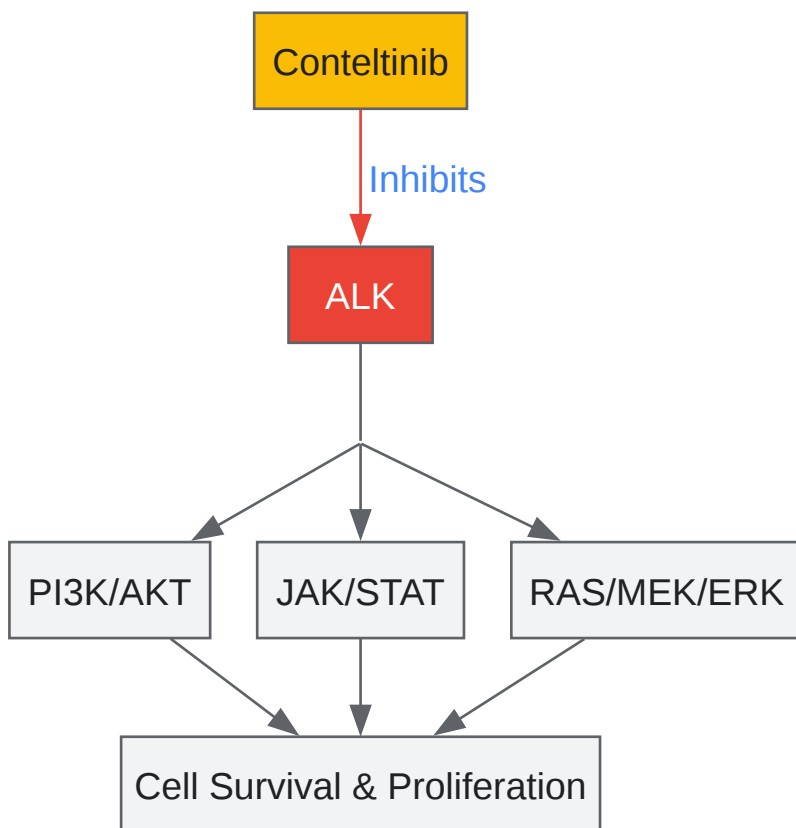 Conteltinib
Inhibits
ALK
PI3K/AKT
JAK/STAT
RAS/MEK/ERK
Cell Survival & Proliferation